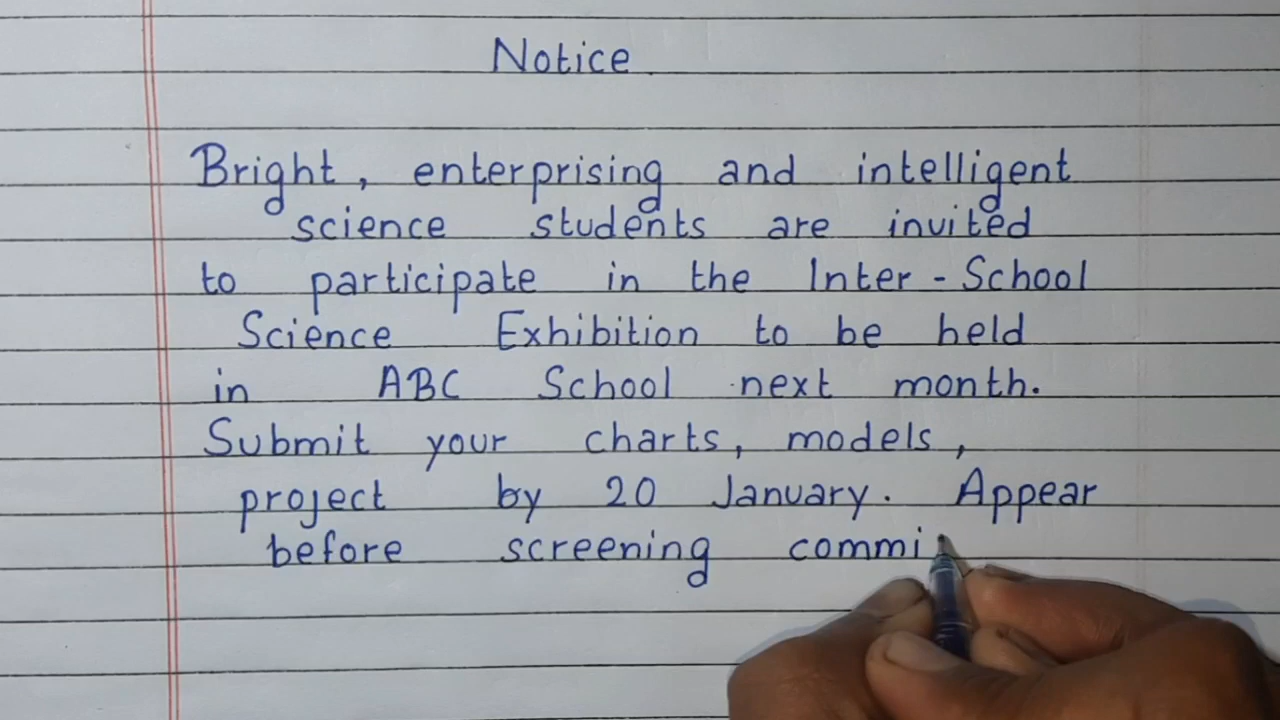 Notice
Bright, enterprising and intelligent
science students are invited
to participate in the Inter-School
Science Exhibition to be held
in ABC School next month.
Submit your charts, models,
project by 20 January. Appear
before screening commi